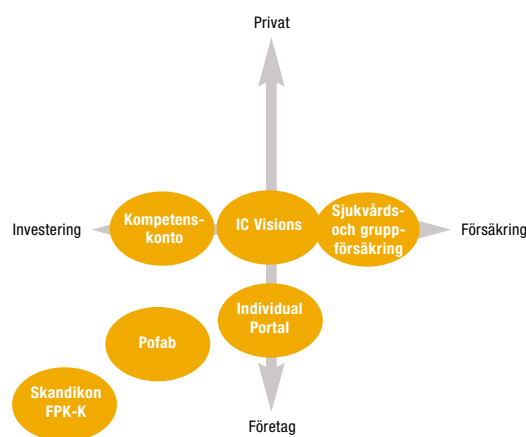 Privat
Investering
Kompetens-
konto
IC Visions
Sjukvårds-
och grupp-
försäkring
Försäkring
Individual
Portal
Pofab
Skandikon
FPK-K
Företag